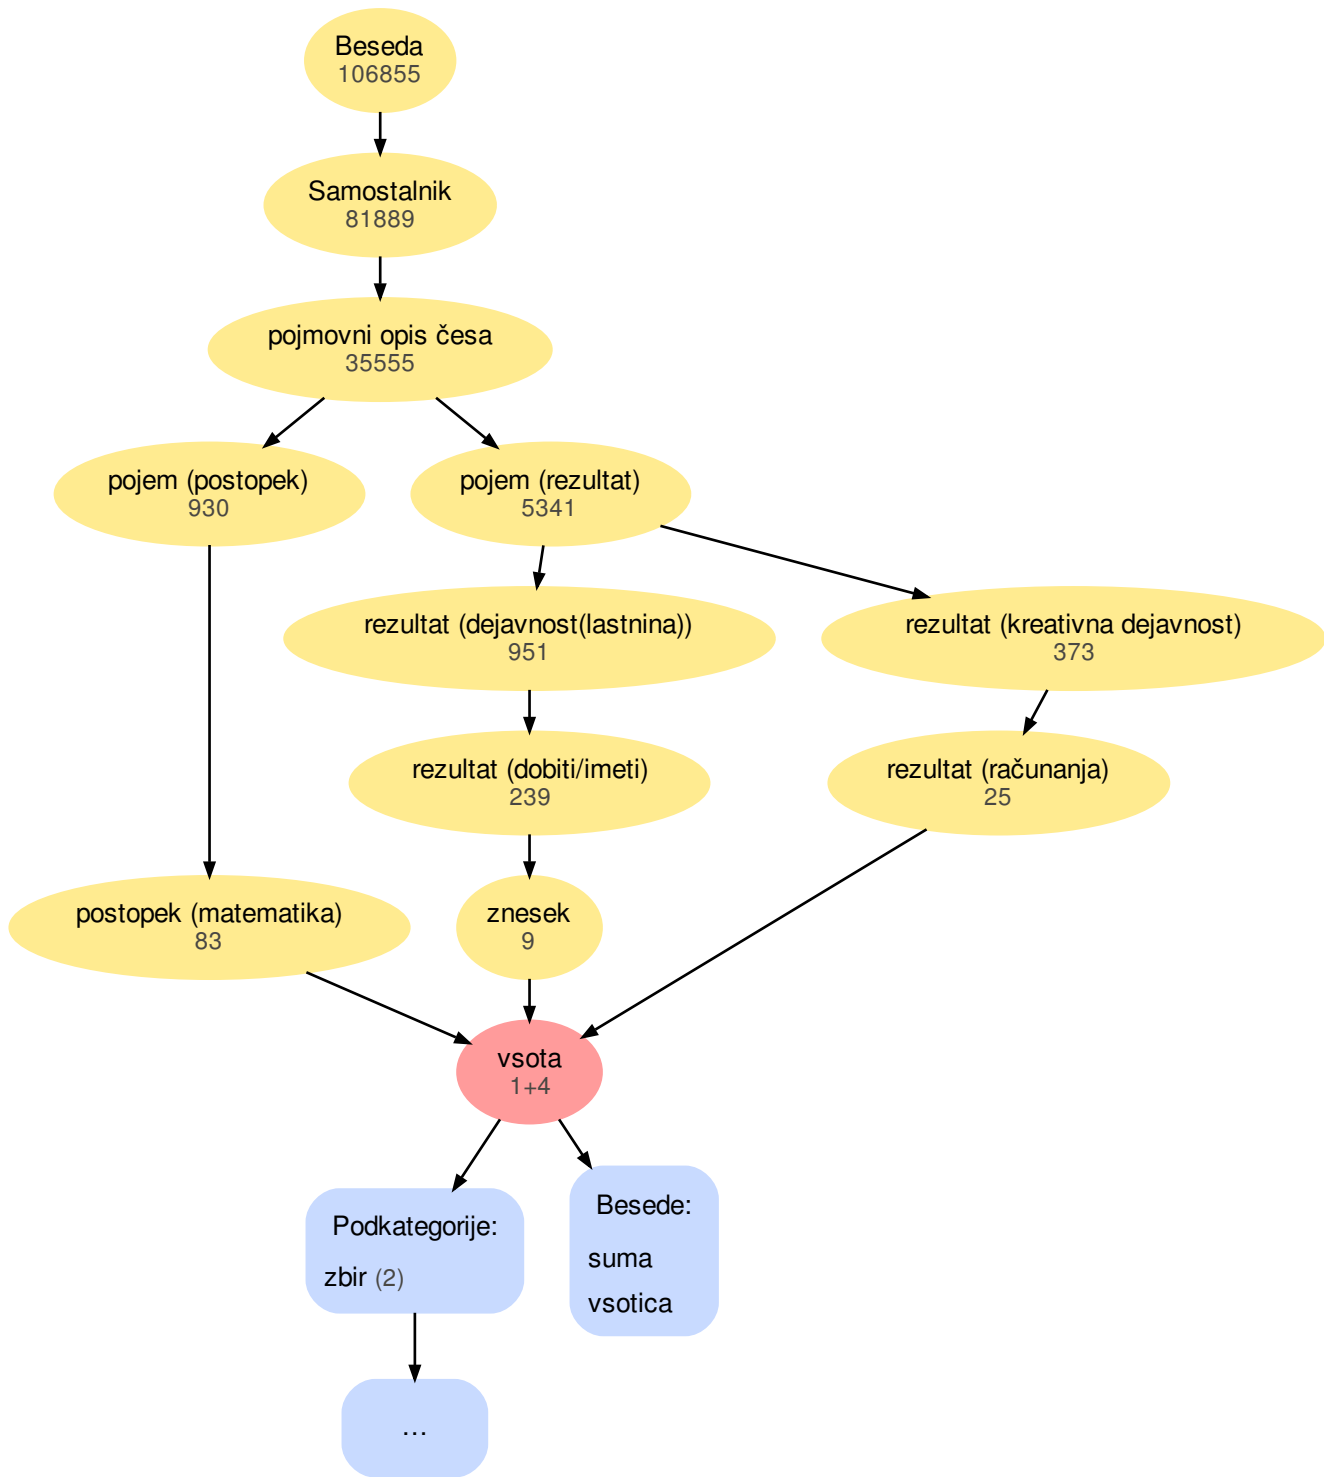 Beseda
106855
Samostalnik
81889
pojmovni opis česa
35555
pojem (postopek)
930
pojem (rezultat)
5341
rezultat (dejavnost(lastnina))
951
rezultat (kreativna dejavnost)
373
rezultat (dobiti/imeti)
239
rezultat (računanja)
25
postopek (matematika)
83
znesek
9
vsota
1+4
Podkategorije:
zbir (2)
Besede:
suma
vsotica
...